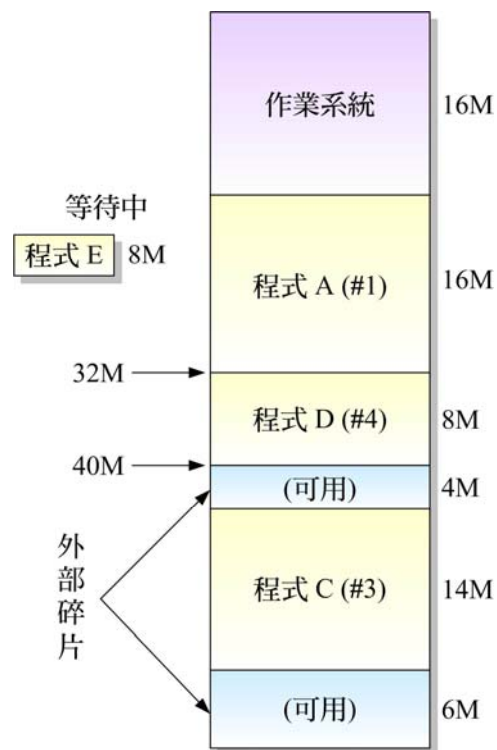 作業系統
16M
等待中
程式 E
8M
程式 A (#1)
16M
32M
程式 D (#4)
8M
40M
(可用)
4M
外部碎片
程式 C (#3)
14M
(可用)
6M